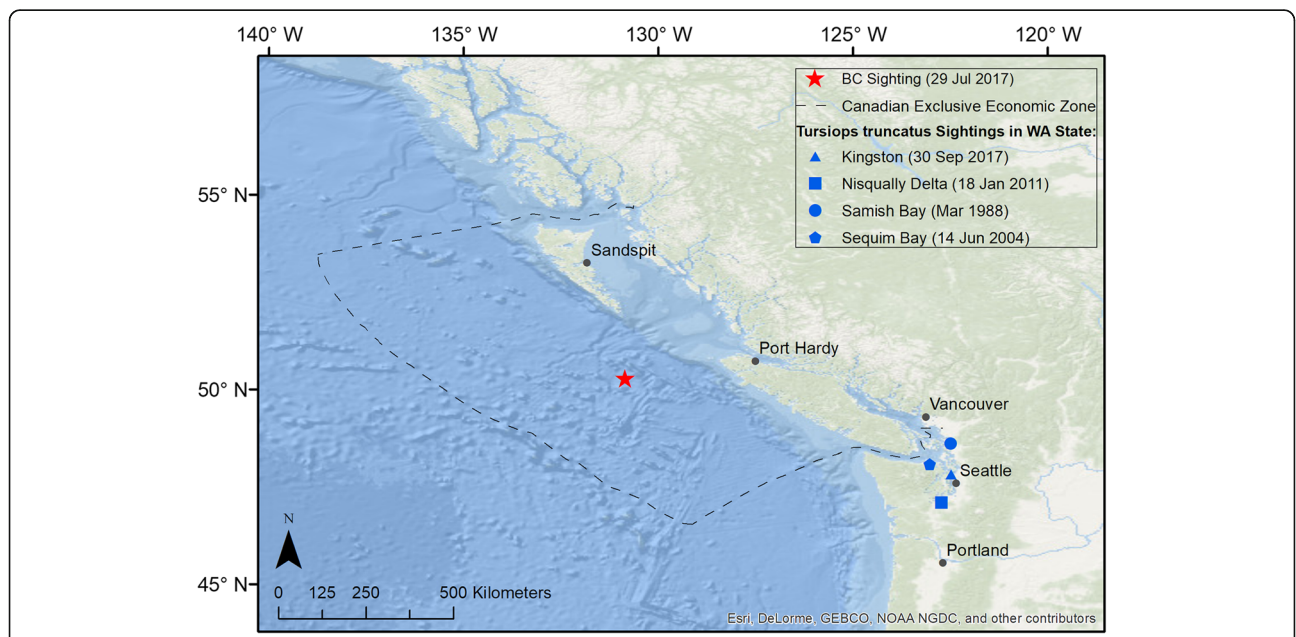 140° W 135° W 130° W 125° W 120° W
BC Sighting (29 Jul 2017)
Canadian Exclusive Economic Zone
Tursiops truncatus Sightings in WA State:
Kingston (30 Sep 2017)
Nisqually Delta (18 Jan 2011)
Samish Bay (Mar 1988)
Sequim Bay (14 Jun 2004)
55° N
Sandspit
Port Hardy
50° N
Vancouver
Seattle
N
Portland
45° N
0 125 250 500 Kilometers
Esri, DeLorme, GEBCO, NOAA NGDC, and other contributors